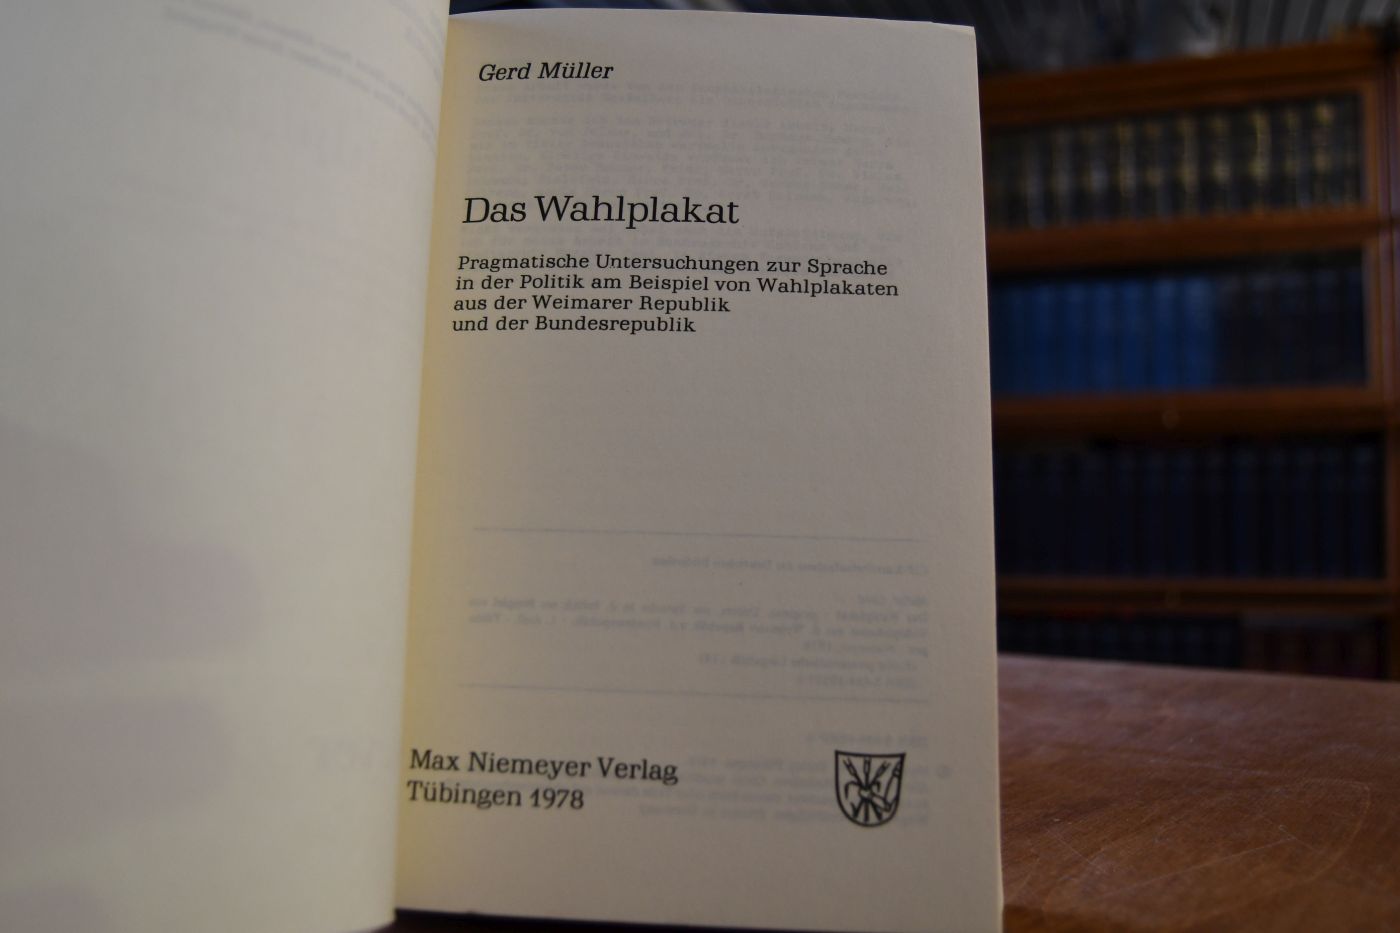 Gerd Müller
Das Wahlplakat
Pragmatische Untersuchungen zur Sprache
in der Politik am Beispiel von Wahlplakaten
aus der Weimarer Republik
und der Bundesrepublik
Max Niemeyer Verlag
Tübingen 1978